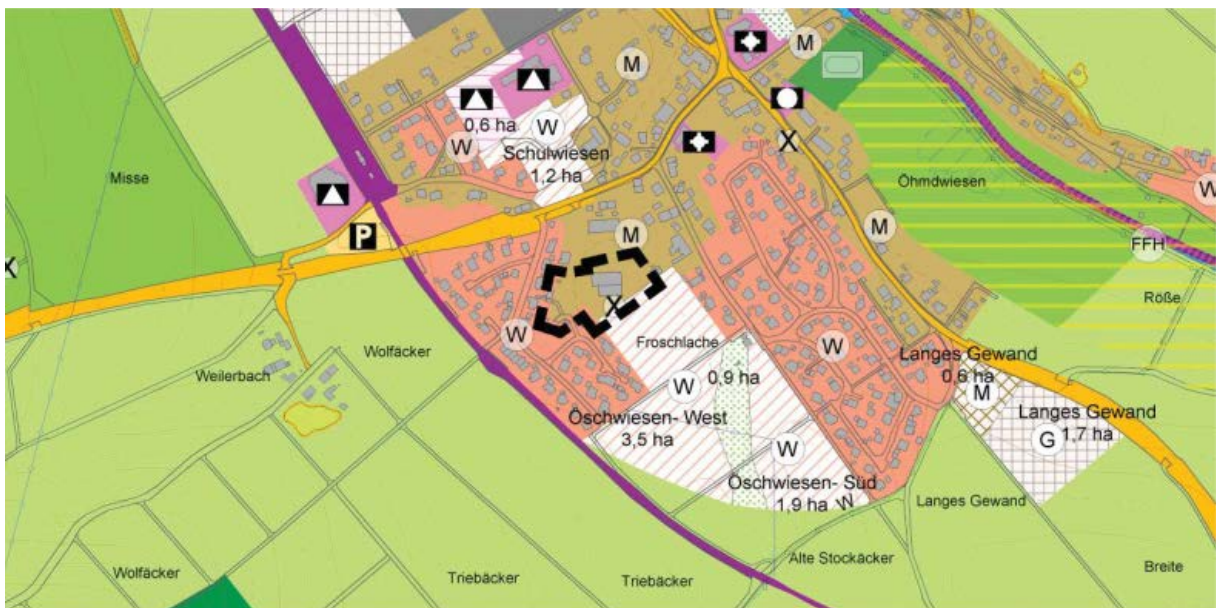 M
M
0,6 ha
W
Schulwiesen
1,2 ha
W
X
Misse
Öhmdwiesen
W
P
M
M
FFH
X
Röße
X
Froschlache
W
W
Wolfäcker
Langes Gewand
0,6 ha
Weilerbach
0,9 ha
W
M
Öschwiesen- West
3,5 ha
Langes Gewand
1,7 ha
G
W
Öschwiesen- Süd
1,9 ha
W
Langes Gewand
Alte Stockäcker
Breite
Wolfäcker
Triebäcker
Triebäcker